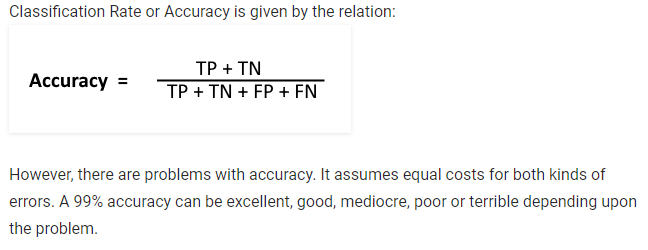 Classification Rate or Accuracy is given by the relation:
TP + TN
Accuracy =
TP + TN + FP + FN
However, there are problems with accuracy. It assumes equal costs for both kinds of
errors. A 99% accuracy can be excellent, good, mediocre, poor or terrible depending upon
the problem.